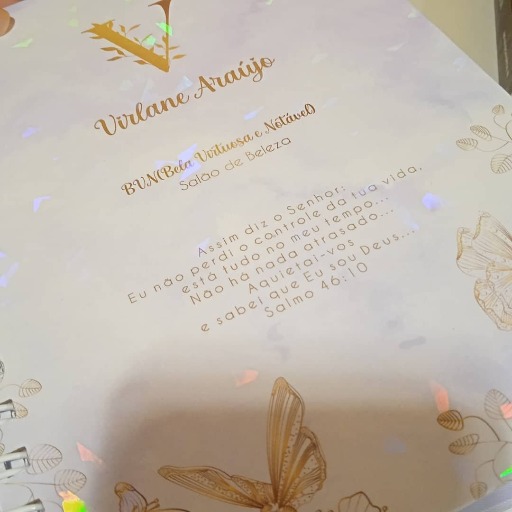 V
Virlane Araújo
BVN(Bela Virtuosa e Notável)
Salão de Beleza
Assim diz o Senhor:
Eu não perdi o controle da tua vida,
está tudo no meu tempo...
Não há nada atrasado...
Aquietai-vos
e sabei que Eu sou Deus...
Salmo 46:10